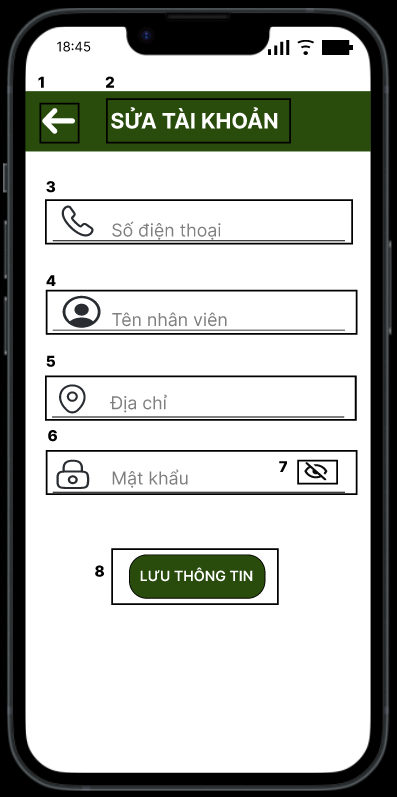 18:45
1
2
SỬA TÀI KHOẢN
3
Số điện thoại
4
Tên nhân viên
5
Địa chỉ
6
Mật khẩu
7
8
LƯU THÔNG TIN